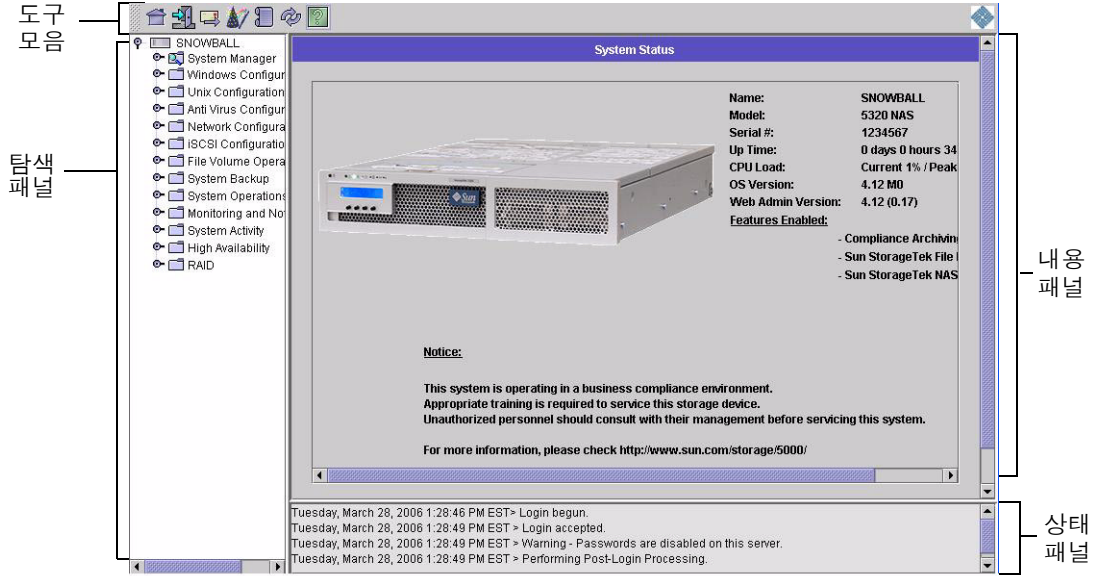 도구
모음
탐색
패널
SNOWBALL
System Manager
Windows Configur
Unix Configuration
Anti Virus Configur
Network Configura
iSCSI Configuratio
File Volume Opera
System Backup
System Operations
Monitoring and No
System Activity
High Availability
RAID
System Status
Name: SNOWBALL
Model: 5320 NAS
Serial #: 1234567
Up Time: 0 days 0 hours 34
CPU Load: Current 1% / Peak
OS Version: 4.12 M0
Web Admin Version: 4.12 (0.17)
Features Enabled:
- Compliance Archivin
- Sun StorageTek File
- Sun StorageTek NAS
Sun
Notice:
This system is operating in a business compliance environment.
Appropriate training is required to service this storage device.
Unauthorized personnel should consult with their management before servicing this system.
For more information, please check http://www.sun.com/storage/5000/
내용
패널
Tuesday, March 28, 2006 1:28:46 PM EST> Login begun.
Tuesday, March 28, 2006 1:28:49 PM EST > Login accepted.
Tuesday, March 28, 2006 1:28:49 PM EST > Warning - Passwords are disabled on this server.
Tuesday, March 28, 2006 1:28:49 PM EST > Performing Post-Login Processing.
상태
패널